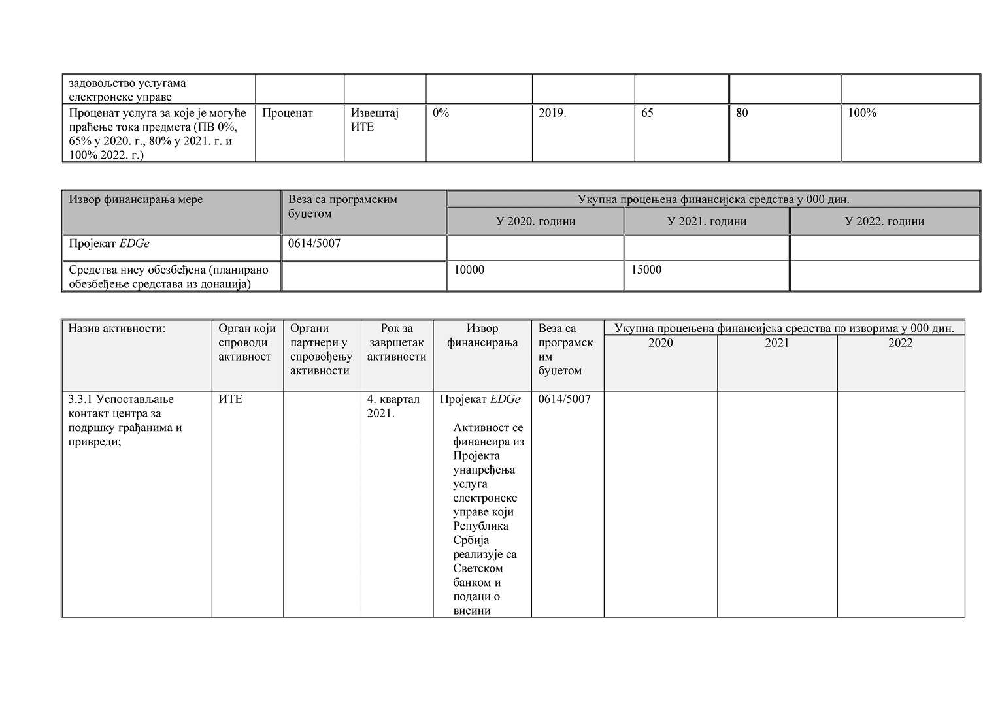 задовољство услугама
електронске управе
Проценат услуга за које је могуће
праћење тока предмета (ПВ 0%,
65% у 2020. г., 80% у 2021. г. и
100% 2022. г.)
Проценат
Извештај
ИТЕ
0%
2019.
65
80
100%
Извор финансирања мере
Веза са програмским
буџетом
Укупна процењена финансијска средства у 000 дин.
У 2020. години
У 2021. години
У 2022. години
Пројекат EDGe
0614/5007
Средства нису обезбеђена (планирано
обезбеђење средстава из донација)
10000
15000
Назив активности:
Орган који
спроводи
активност
Органи
партнери у
спровођењу
активности
Рок за
завршетак
активности
Извор
финансирања
Веза са
програмск
им
буџетом
Укупна процењена финансијска средства по изворима у 000 дин.
2020
2021
2022
3.3.1 Успостављање
контакт центра за
подршку грађанима и
привреди;
ИТЕ
4. квартал
2021.
Пројекат EDGe
Активност се
финансира из
Пројекта
унапређења
услуга
електронске
управе који
Република
Србија
реализује са
Светском
банком и
подаци о
висини
0614/5007